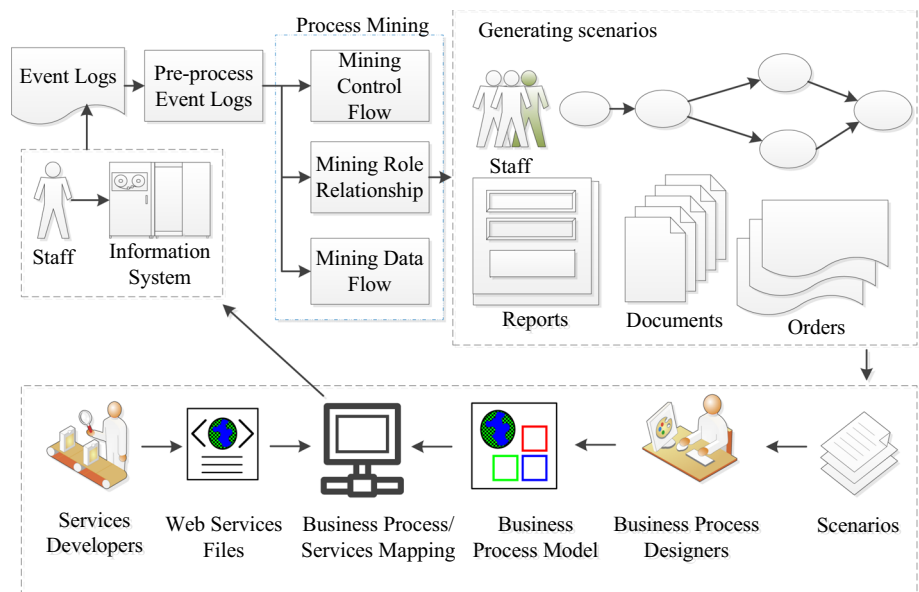 Process Mining
Generating scenarios
Event Logs
Pre-process
Event Logs
Mining
Control
Flow
Mining Role
Relationship
Mining Data
Flow
Staff
Information
System
Staff
Reports
Documents
Orders
Services
Developers
Web Services
Files
Business Process/
Services Mapping
Business
Process Model
Business Process
Designers
Scenarios